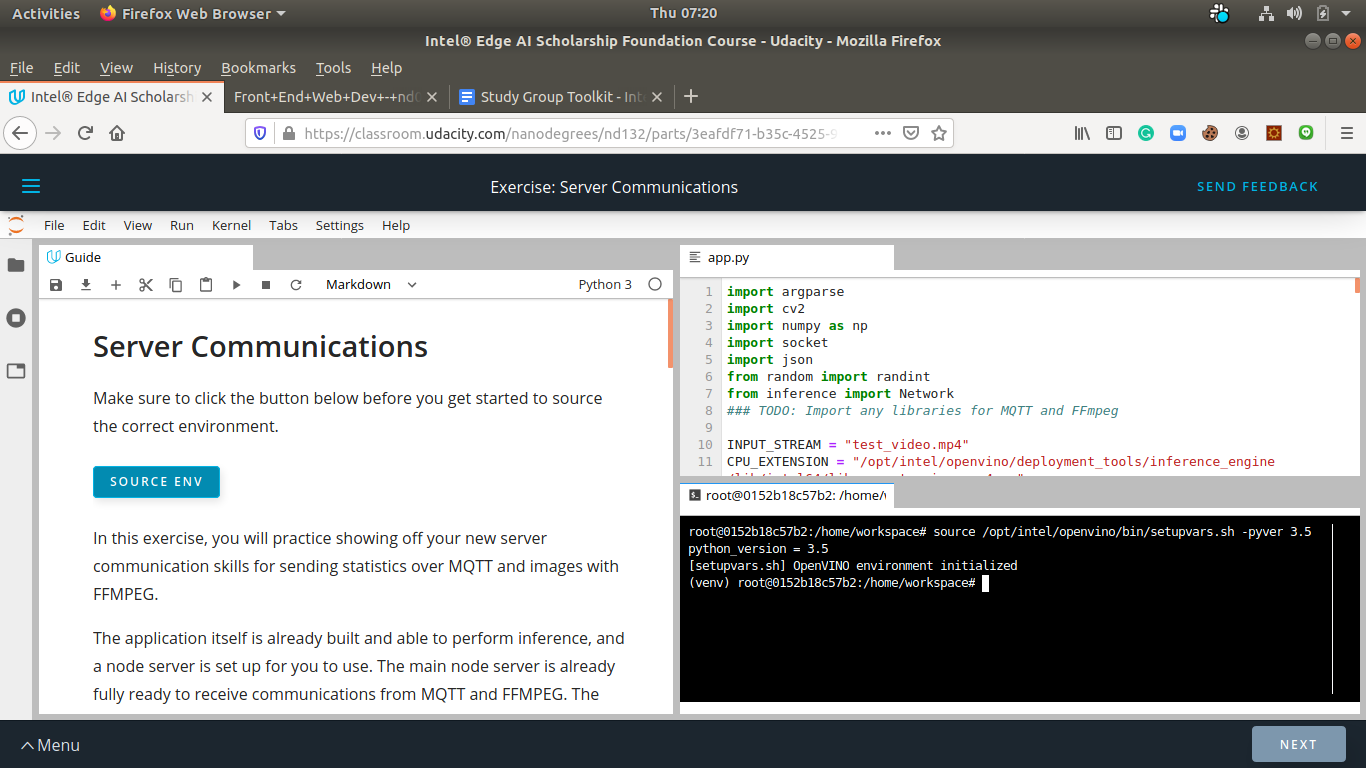 Activities Firefox Web Browser Thu 07:20
Intel® Edge AI Scholarship Foundation Course - Udacity - Mozilla Firefox
File Edit View History Bookmarks Tools Help
Intel® Edge AI Scholarsh Front+End+Web+Dev+-+nd Study Group Toolkit - Int
https://classroom.udacity.com/nanodegrees/nd132/parts/3eafdf71-b35c-4525-9
Exercise: Server Communications SEND FEEDBACK
File Edit View Run Kernel Tabs Settings Help
Guide
Markdown Python 3
Server Communications
Make sure to click the button below before you get started to source
the correct environment.
SOURCE ENV
In this exercise, you will practice showing off your new server
communication skills for sending statistics over MQTT and images with
FFMPEG.
The application itself is already built and able to perform inference, and
a node server is set up for you to use. The main node server is already
fully ready to receive communications from MQTT and FFMPEG. The
app.py
1 import argparse
2 import cv2
3 import numpy as np
4 import socket
5 import json
6 from random import randint
7 from inference import Network
8 ### TODO: Import any libraries for MQTT and FFmpeg
9
10 INPUT_STREAM = "test_video.mp4"
11 CPU_EXTENSION = "/opt/intel/openvino/deployment_tools/inference_engine
root@0152b18c57b2: /home/
root@0152b18c57b2:/home/workspace# source /opt/intel/openvino/bin/setupvars.sh -pyver 3.5
python_version = 3.5
[setupvars.sh] OpenVINO environment initialized
(venv) root@0152b18c57b2:/home/workspace#
Menu NEXT